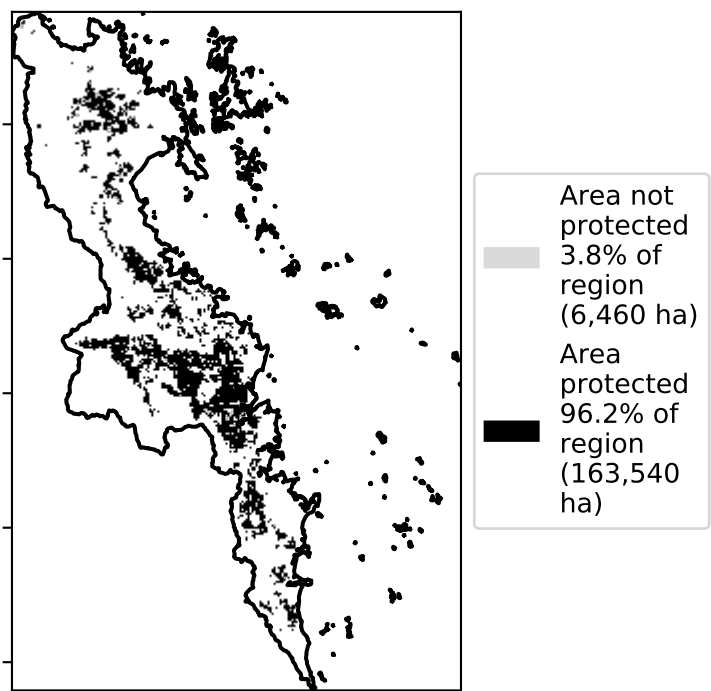 Area not
protected
3.8% of
region
(6,460 ha)
Area
protected
96.2% of
region
(163,540
ha)